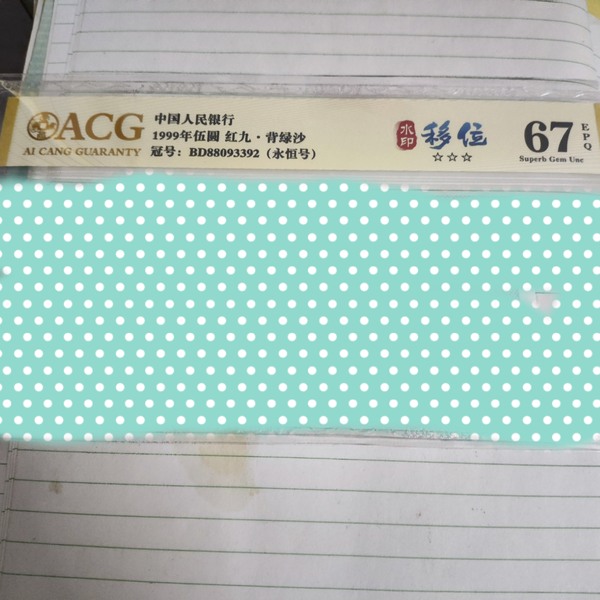 ACG
AI CANG GUARANTY
中国人民银行
1999年伍圆 红九·背绿沙
冠号：BD88093392（永恒号）
水印 移位
☆☆☆
67 EPQ
Superb Gem Unc